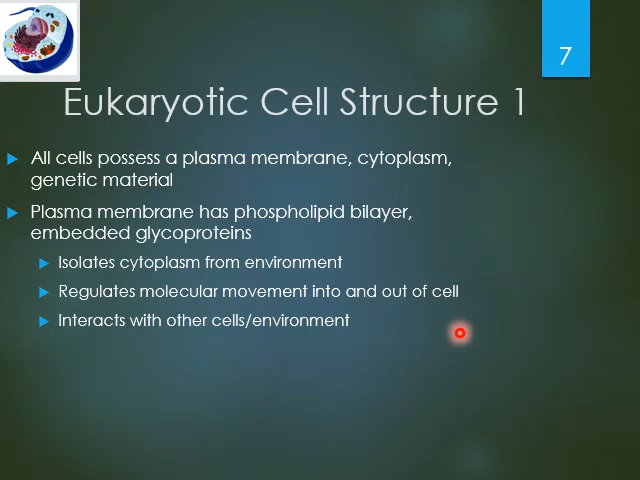 7
Eukaryotic Cell Structure 1
All cells possess a plasma membrane, cytoplasm,
genetic material
Plasma membrane has phospholipid bilayer,
embedded glycoproteins
Isolates cytoplasm from environment
Regulates molecular movement into and out of cell
Interacts with other cells/environment